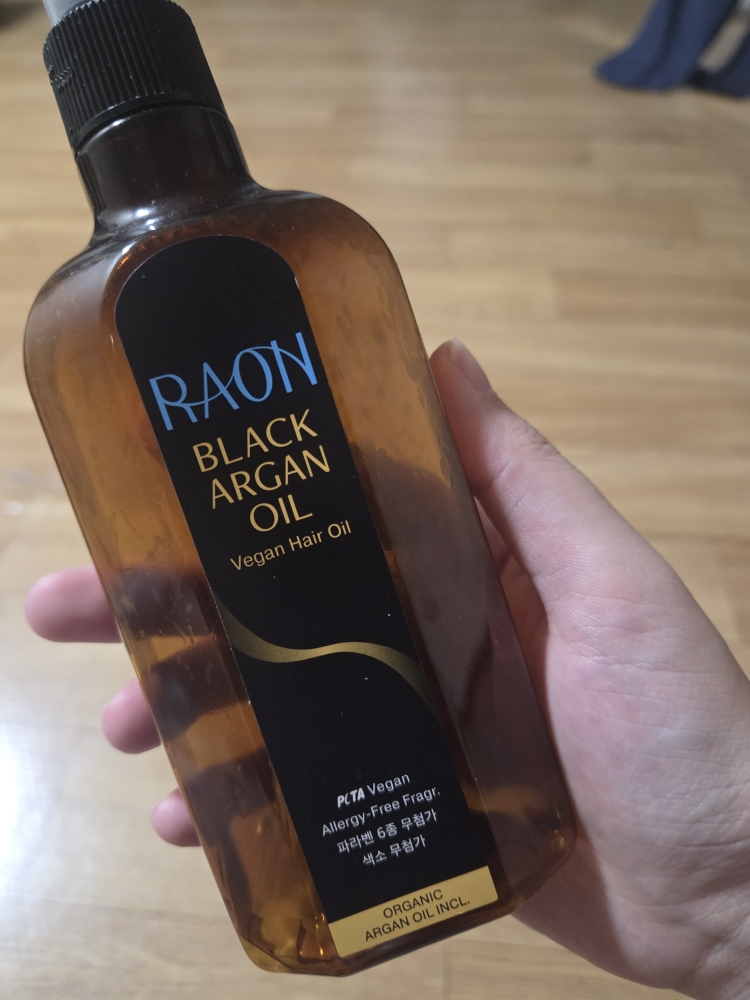 RAON
BLACK
ARGAN
OIL
Vegan Hair Oil
PETA Vegan
Allergy-Free Fragr.
파라벤 6종 무첨가
색소 무첨가
ORGANIC
ARGAN OIL INCL.